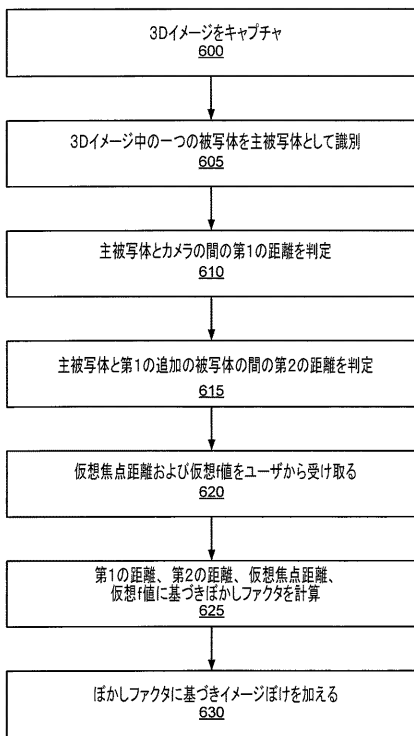 3Dイメージをキャプチャ
600
3Dイメージ中の一つの被写体を主被写体として識別
605
主被写体とカメラの間の第1の距離を判定
610
主被写体と第1の追加の被写体の間の第2の距離を判定
615
仮想焦点距離および仮想f値をユーザから受け取る
620
第1の距離、第2の距離、仮想焦点距離、
仮想f値に基づきぼかしファクタを計算
625
ぼかしファクタに基づきイメージぼけを加える
630